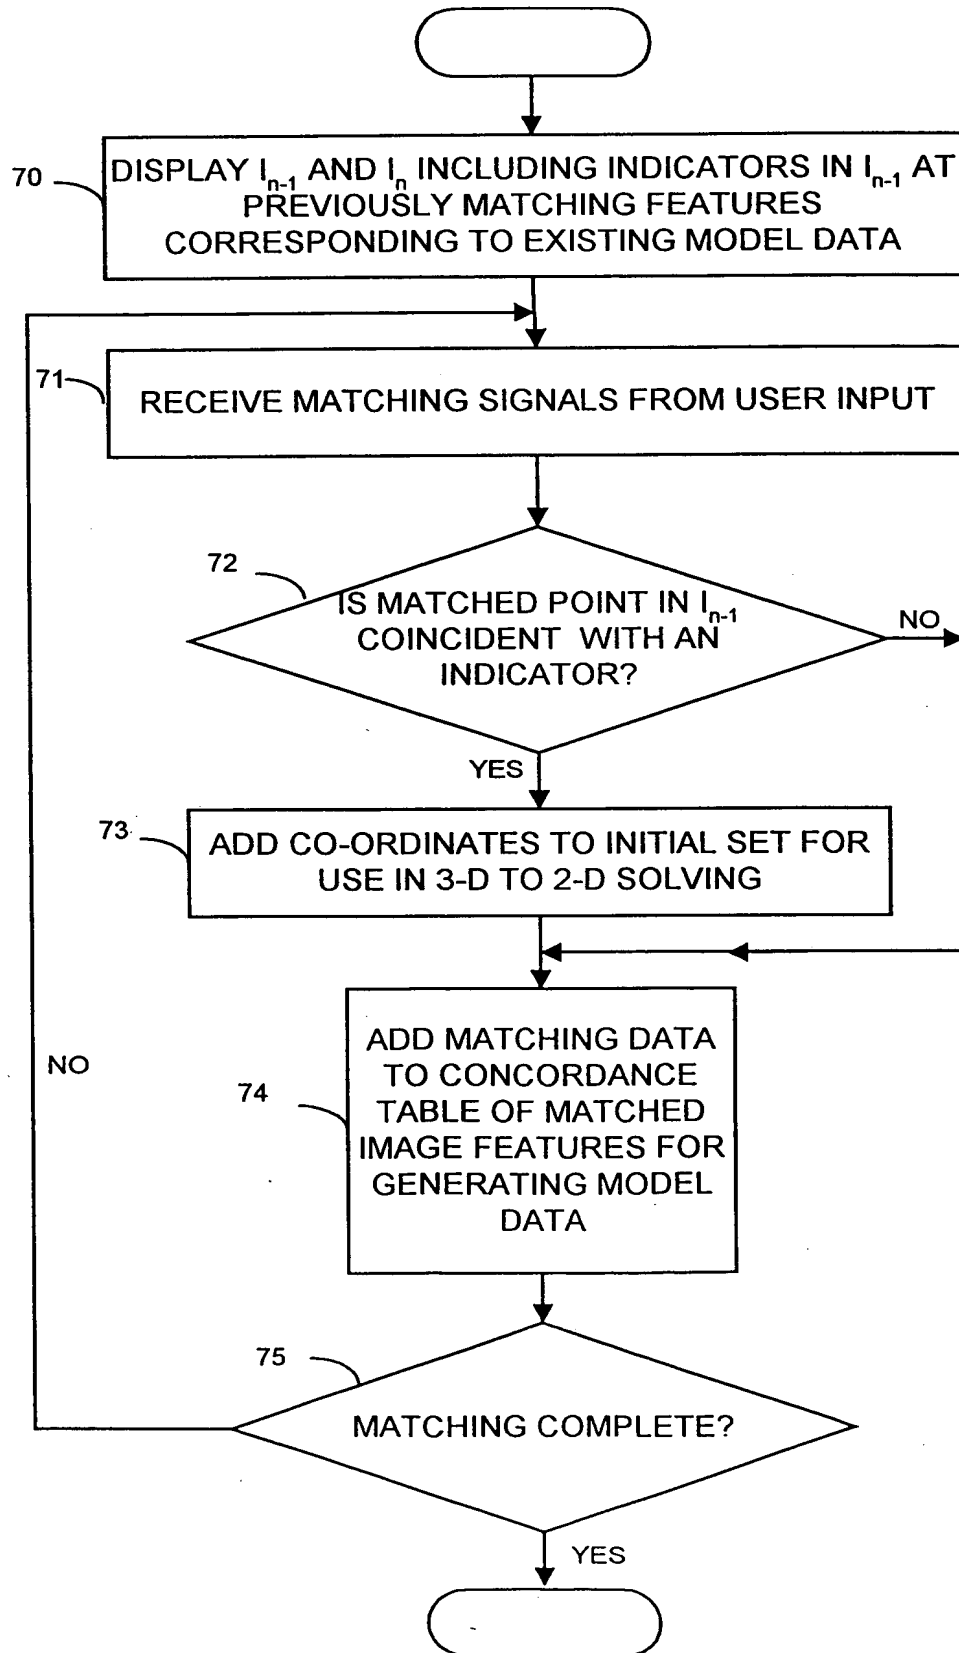 70
DISPLAY In-1 AND In INCLUDING INDICATORS IN In-1 AT
PREVIOUSLY MATCHING FEATURES
CORRESPONDING TO EXISTING MODEL DATA
71
RECEIVE MATCHING SIGNALS FROM USER INPUT
72
IS MATCHED POINT IN In-1
COINCIDENT WITH AN
INDICATOR?
NO
YES
73
ADD CO-ORDINATES TO INITIAL SET FOR
USE IN 3-D TO 2-D SOLVING
NO
74
ADD MATCHING DATA
TO CONCORDANCE
TABLE OF MATCHED
IMAGE FEATURES FOR
GENERATING MODEL
DATA
75
MATCHING COMPLETE?
YES